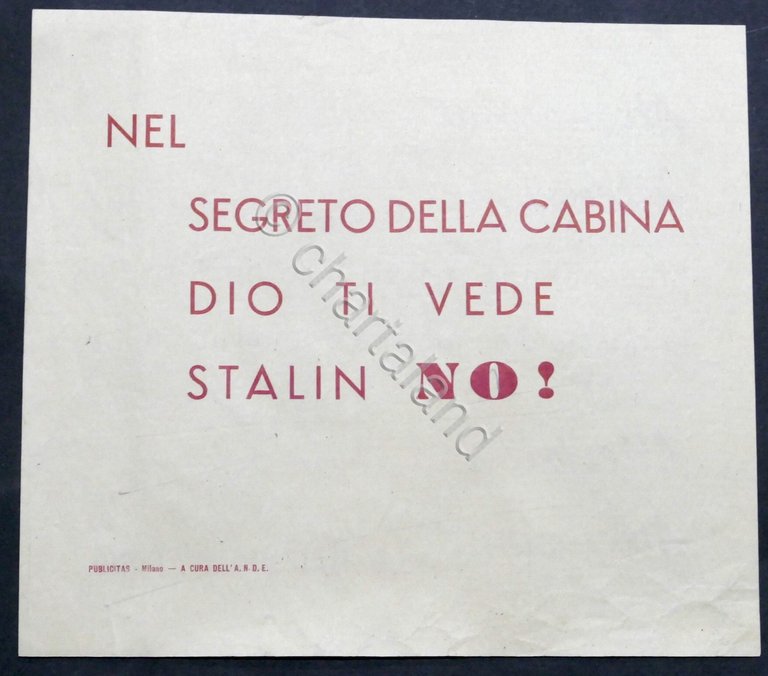 NEL
SEGRETO DELLA CABINA
DIO TI VEDE
STALIN NO!
PUBLICITAS - Milano — A CURA DELL'A. N. D. E.
© chartaland